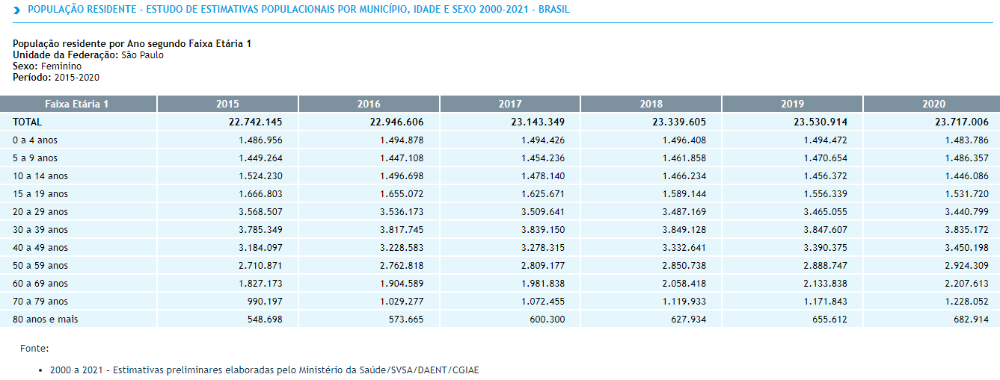 POPULAÇÃO RESIDENTE - ESTUDO DE ESTIMATIVAS POPULACIONAIS POR MUNICÍPIO, IDADE E SEXO 2000-2021 - BRASIL
População residente por Ano segundo Faixa Etária 1
Unidade da Federação: São Paulo
Sexo: Feminino
Período: 2015-2020
Faixa Etária 1 2015 2016 2017 2018 2019 2020
TOTAL 22.742.145 22.946.606 23.143.349 23.339.605 23.530.914 23.717.006
0 a 4 anos 1.486.956 1.494.878 1.494.426 1.496.408 1.494.472 1.483.786
5 a 9 anos 1.449.264 1.447.108 1.454.236 1.461.858 1.470.654 1.486.357
10 a 14 anos 1.524.230 1.496.698 1.478.140 1.466.234 1.456.372 1.446.086
15 a 19 anos 1.666.803 1.655.072 1.625.671 1.589.144 1.556.339 1.531.720
20 a 29 anos 3.568.507 3.536.173 3.509.641 3.487.169 3.465.055 3.440.799
30 a 39 anos 3.785.349 3.817.745 3.839.150 3.849.128 3.847.607 3.835.172
40 a 49 anos 3.184.097 3.228.583 3.278.315 3.332.641 3.390.375 3.450.198
50 a 59 anos 2.710.871 2.762.818 2.809.177 2.850.738 2.888.747 2.924.309
60 a 69 anos 1.827.173 1.904.589 1.981.838 2.058.418 2.133.838 2.207.613
70 a 79 anos 990.197 1.029.277 1.072.455 1.119.933 1.171.843 1.228.052
80 anos e mais 548.698 573.665 600.300 627.934 655.612 682.914
Fonte:
• 2000 a 2021 – Estimativas preliminares elaboradas pelo Ministério da Saúde/SVSA/DAENT/CGIAE